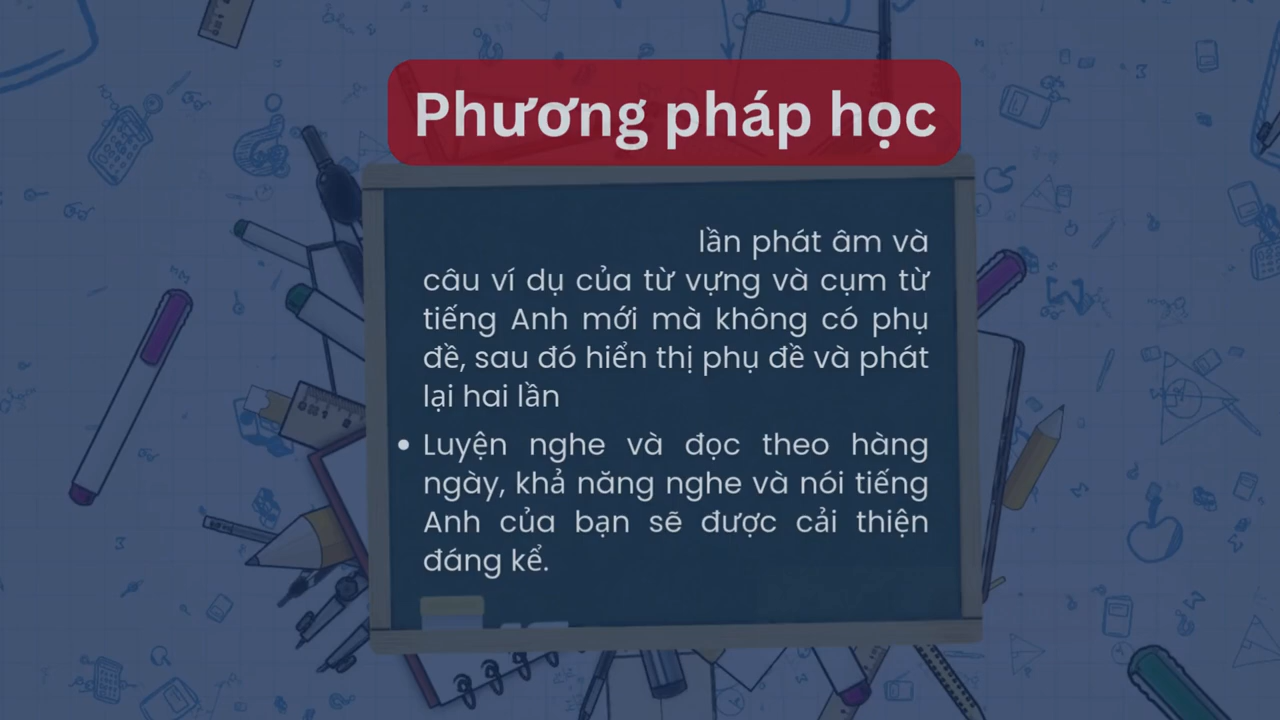 Phương pháp học
lần phát âm và
câu ví dụ của từ vựng và cụm từ
tiếng Anh mới mà không có phụ
đề, sau đó hiển thị phụ đề và phát
lại hai lần
• Luyện nghe và đọc theo hàng
ngày, khả năng nghe và nói tiếng
Anh của bạn sẽ được cải thiện
đáng kể.